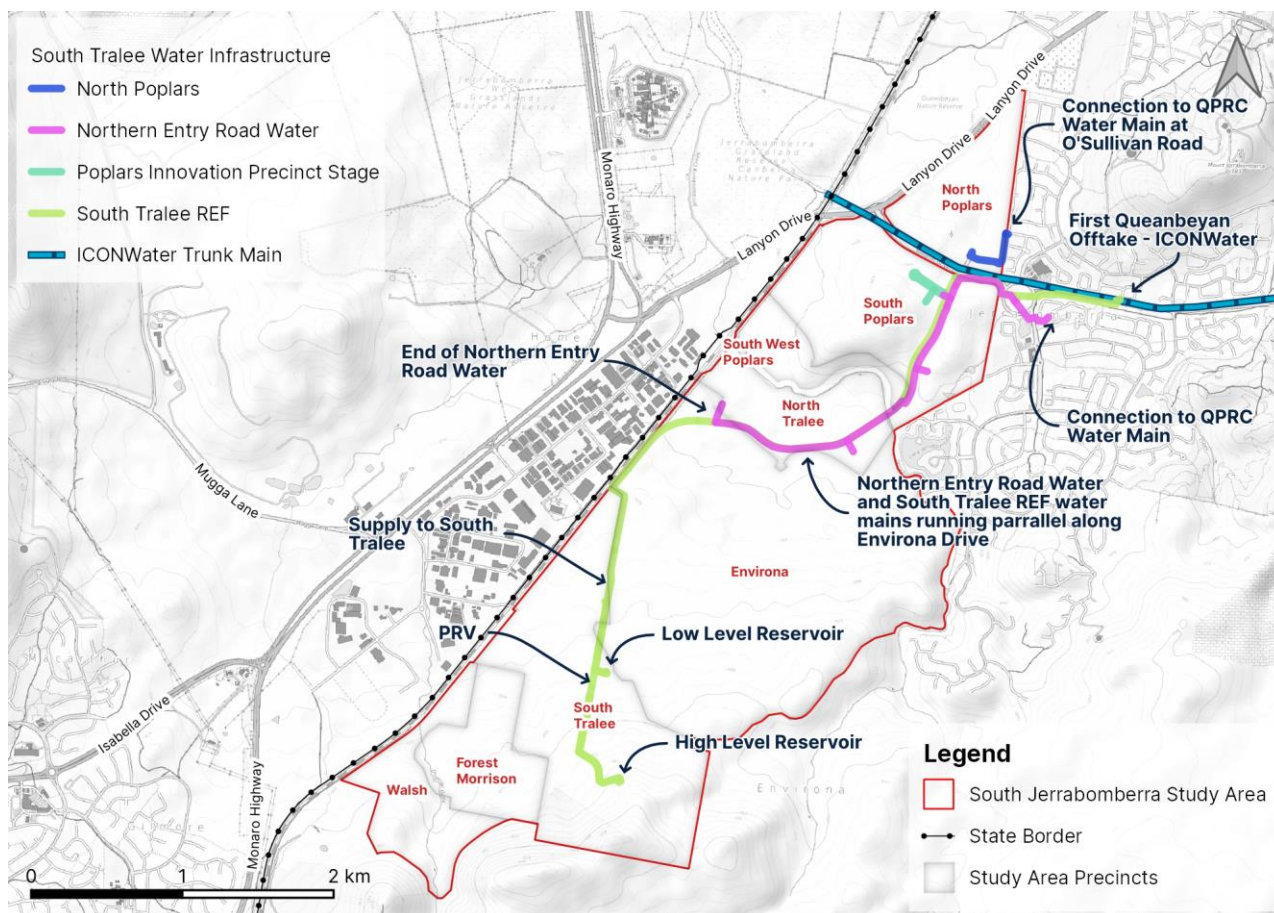 South Tralee Water Infrastructure
North Poplars
Northern Entry Road Water
Poplars Innovation Precinct Stage
South Tralee REF
ICONWater Trunk Main
Monaro Highway
Lanyon Drive
Lanyon Drive
Lanyon Drive
Connection to QPRC
Water Main at
O'Sullivan Road
North
Poplars
First Queanbeyan
Offtake - ICONWater
South
Poplars
South West
Poplars
End of Northern Entry
Road Water
North
Tralee
Connection to QPRC
Water Main
Mugga Lane
Northern Entry Road Water
and South Tralee REF water
mains running parrallel along
Environa Drive
Supply to South
Tralee
Environa
PRV
Low Level Reservoir
South
Tralee
High Level Reservoir
Isabella Drive
Monaro Highway
Forest
Morrison
Walsh
Environa
Gilmore
0
1
2 km
Legend
South Jerrabomberra Study Area
State Border
Study Area Precincts